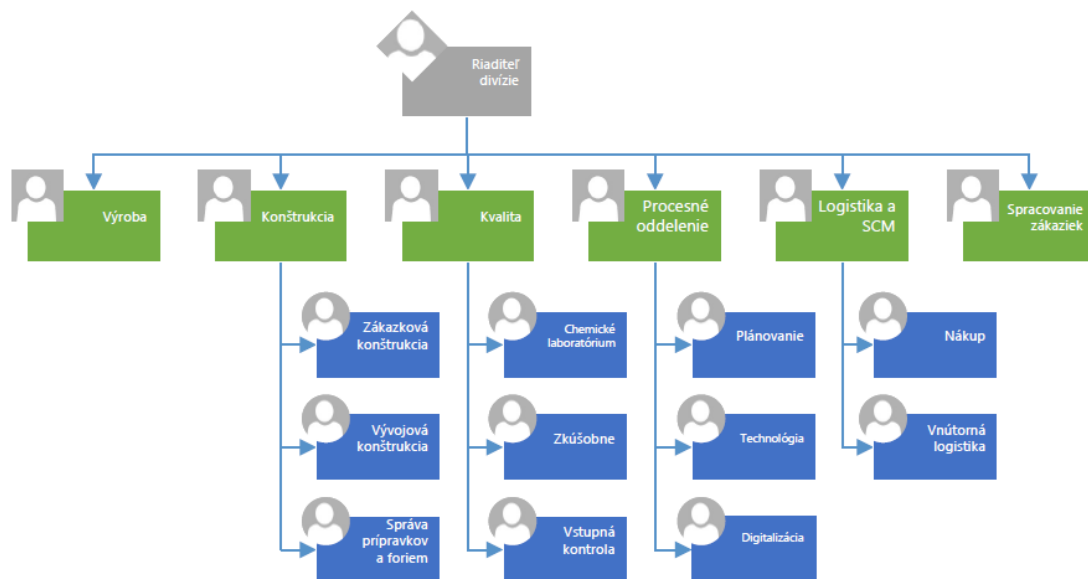 Riaditeľ
divízie
Výroba
Konštrukcia
Kvalita
Procesné
oddelenie
Logistika a
SCM
Spracovanie
zákaziek
Zákazková
konštrukcia
Chemické
laboratórium
Plánovanie
Nákup
Vývojová
konštrukcia
Zkúšobne
Technológia
Vnútorná
logistika
Správa
prípravkov
a foriem
Vstupná
kontrola
Digitalizácia